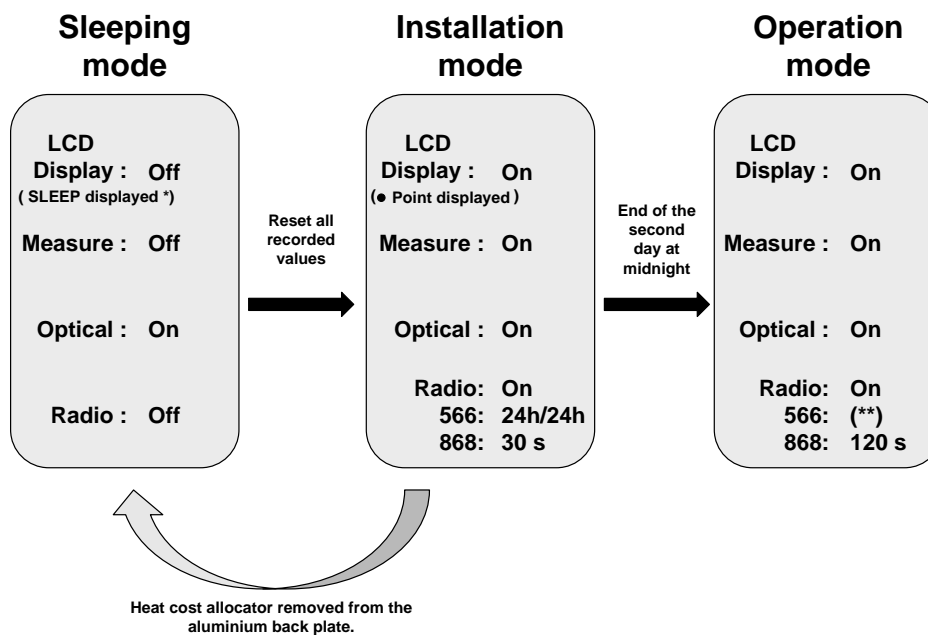 Sleeping
mode
LCD
Display : Off
( SLEEP displayed *)
Measure : Off
Optical : On
Radio : Off
Reset all
recorded
values
Installation
mode
LCD
Display : On
(● Point displayed )
Measure : On
Optical : On
Radio: On
566: 24h/24h
868: 30 s
End of the
second
day at
midnight
Operation
mode
LCD
Display : On
Measure : On
Optical : On
Radio: On
566: (**)
868: 120 s
Heat cost allocator removed from the
aluminium back plate.